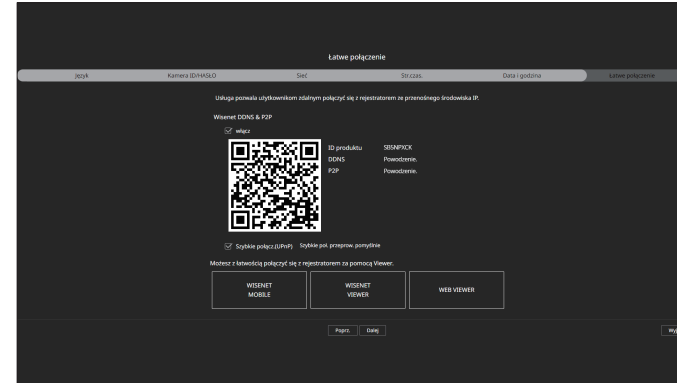 Łatwe połączenie
Język Kamera ID/HASŁO Sieć Str.czas. Data i godzina Łatwe połączenie
Usługa pozwala użytkownikom zdalnym połączyć się z rejestratorem ze przenośnego środowiska IP.
Wisenet DDNS & P2P
włącz
ID produktu SBSNPXCK
DDNS Powodzenie.
P2P Powodzenie.
Szybkie połącz.(UPnP) Szybkie poł. przeprow. pomyślnie
Możesz z łatwością połączyć się z rejestratorem za pomocą Viewer.
WISENET
MOBILE
WISENET
VIEWER
WEB VIEWER
Poprz. Dalej